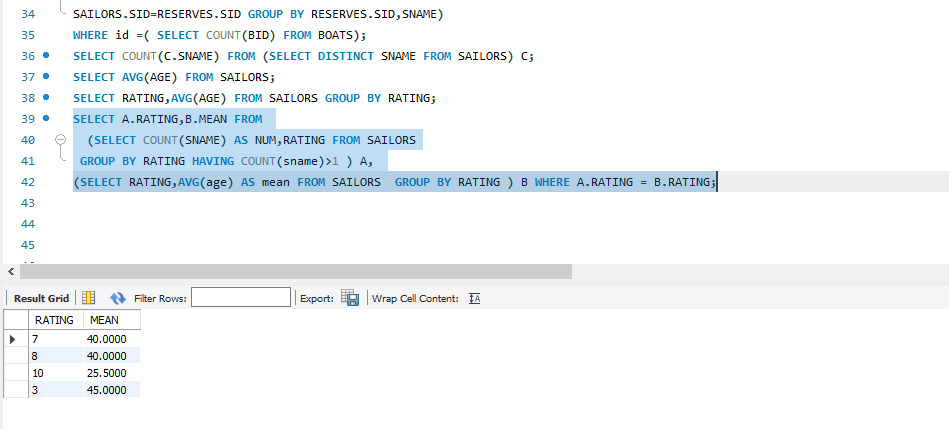 34 SAILORS.SID=RESERVES.SID GROUP BY RESERVES.SID,SNAME)
35 WHERE id =( SELECT COUNT(BID) FROM BOATS);
36 SELECT COUNT(C.SNAME) FROM (SELECT DISTINCT SNAME FROM SAILORS) C;
37 SELECT AVG(AGE) FROM SAILORS;
38 SELECT RATING,AVG(AGE) FROM SAILORS GROUP BY RATING;
39 SELECT A.RATING,B.MEAN FROM
40 (SELECT COUNT(SNAME) AS NUM,RATING FROM SAILORS
41 GROUP BY RATING HAVING COUNT(sname)>1 ) A,
42 (SELECT RATING,AVG(age) AS mean FROM SAILORS  GROUP BY RATING ) B WHERE A.RATING = B.RATING;
43
44
45
Result Grid Filter Rows: Export: Wrap Cell Content: IA
RATING MEAN
7 40.0000
8 40.0000
10 25.5000
3 45.0000